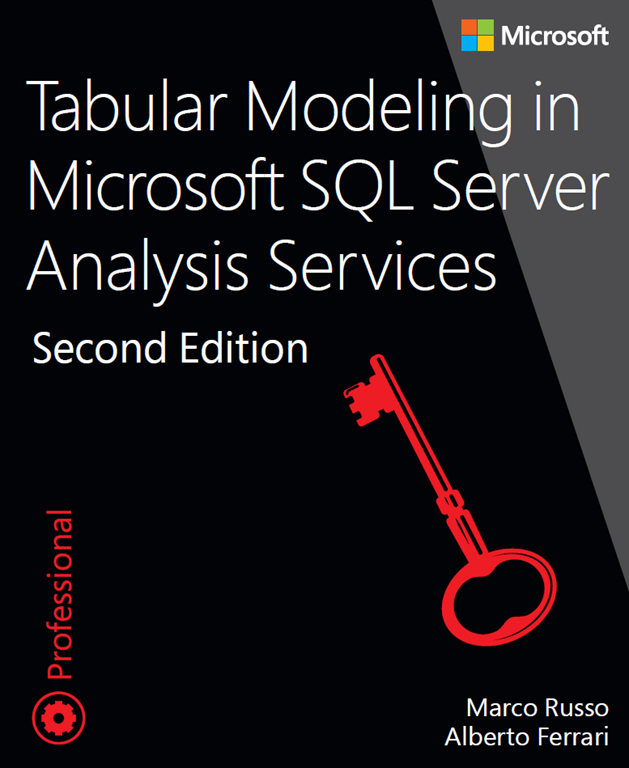 Microsoft
Tabular Modeling in
Microsoft SQL Server
Analysis Services
Second Edition
Professional
Marco Russo
Alberto Ferrari